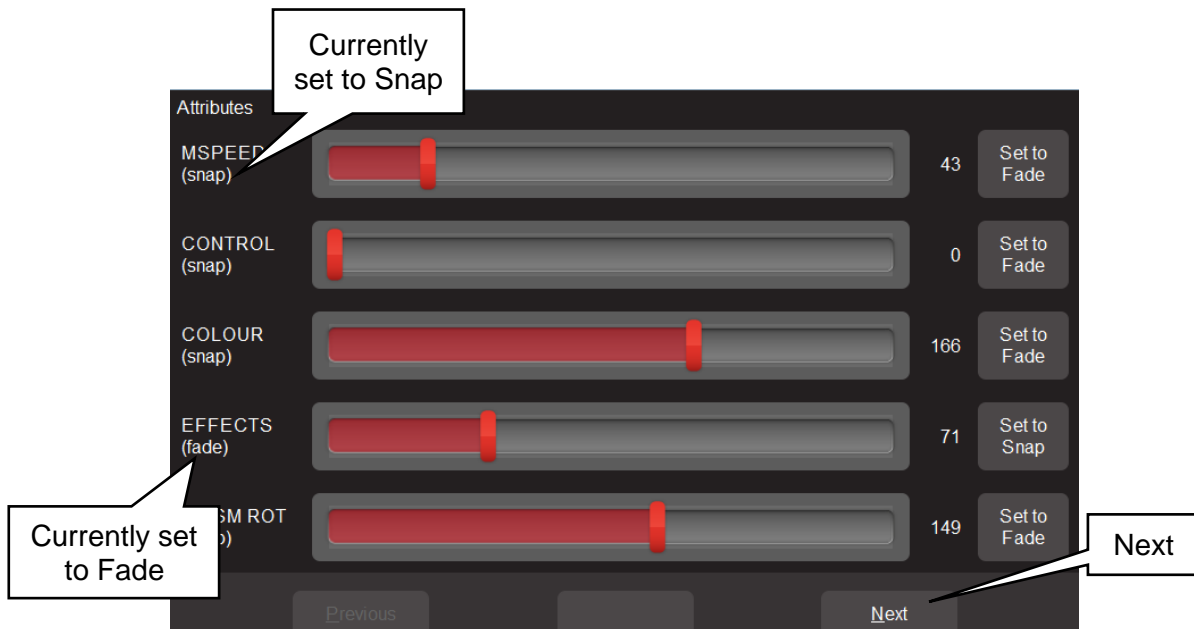 Currently
set to Snap
Attributes
MSPEED
(snap)
43
Set to
Fade
CONTROL
(snap)
0
Set to
Fade
COLOUR
(snap)
166
Set to
Fade
EFFECTS
(fade)
71
Set to
Snap
SM ROT
149
Set to
Fade
Currently set
to Fade
Next
Previous
Next